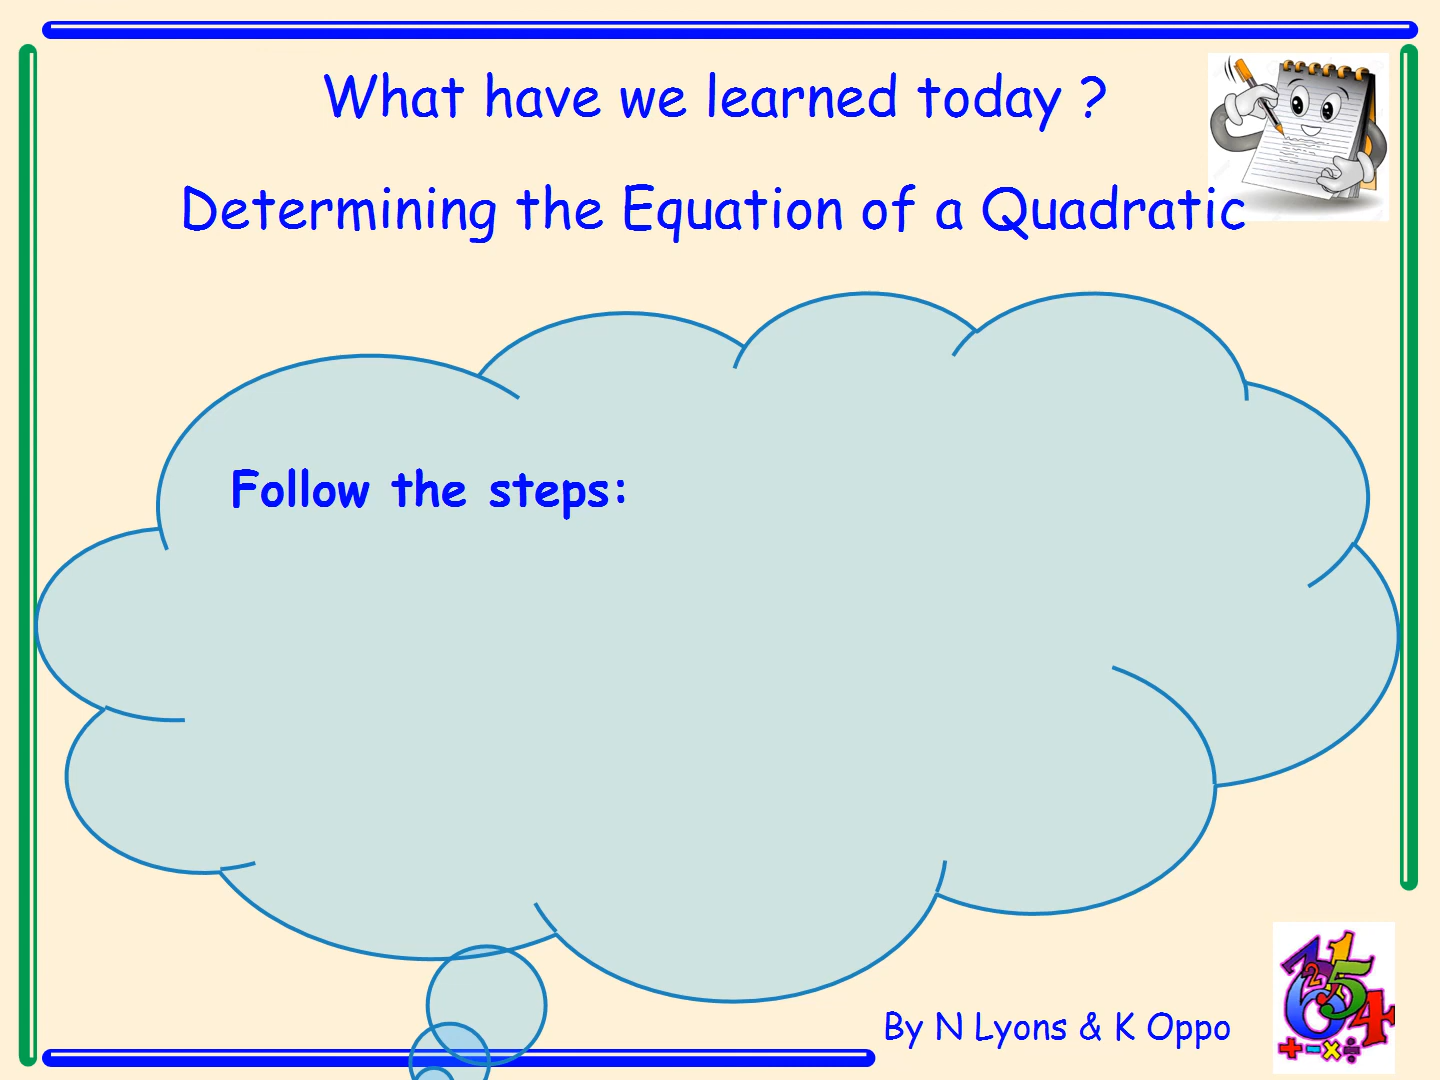 What have we learned today ?
Determining the Equation of a Quadratic
Follow the steps:
By N Lyons & K Oppo